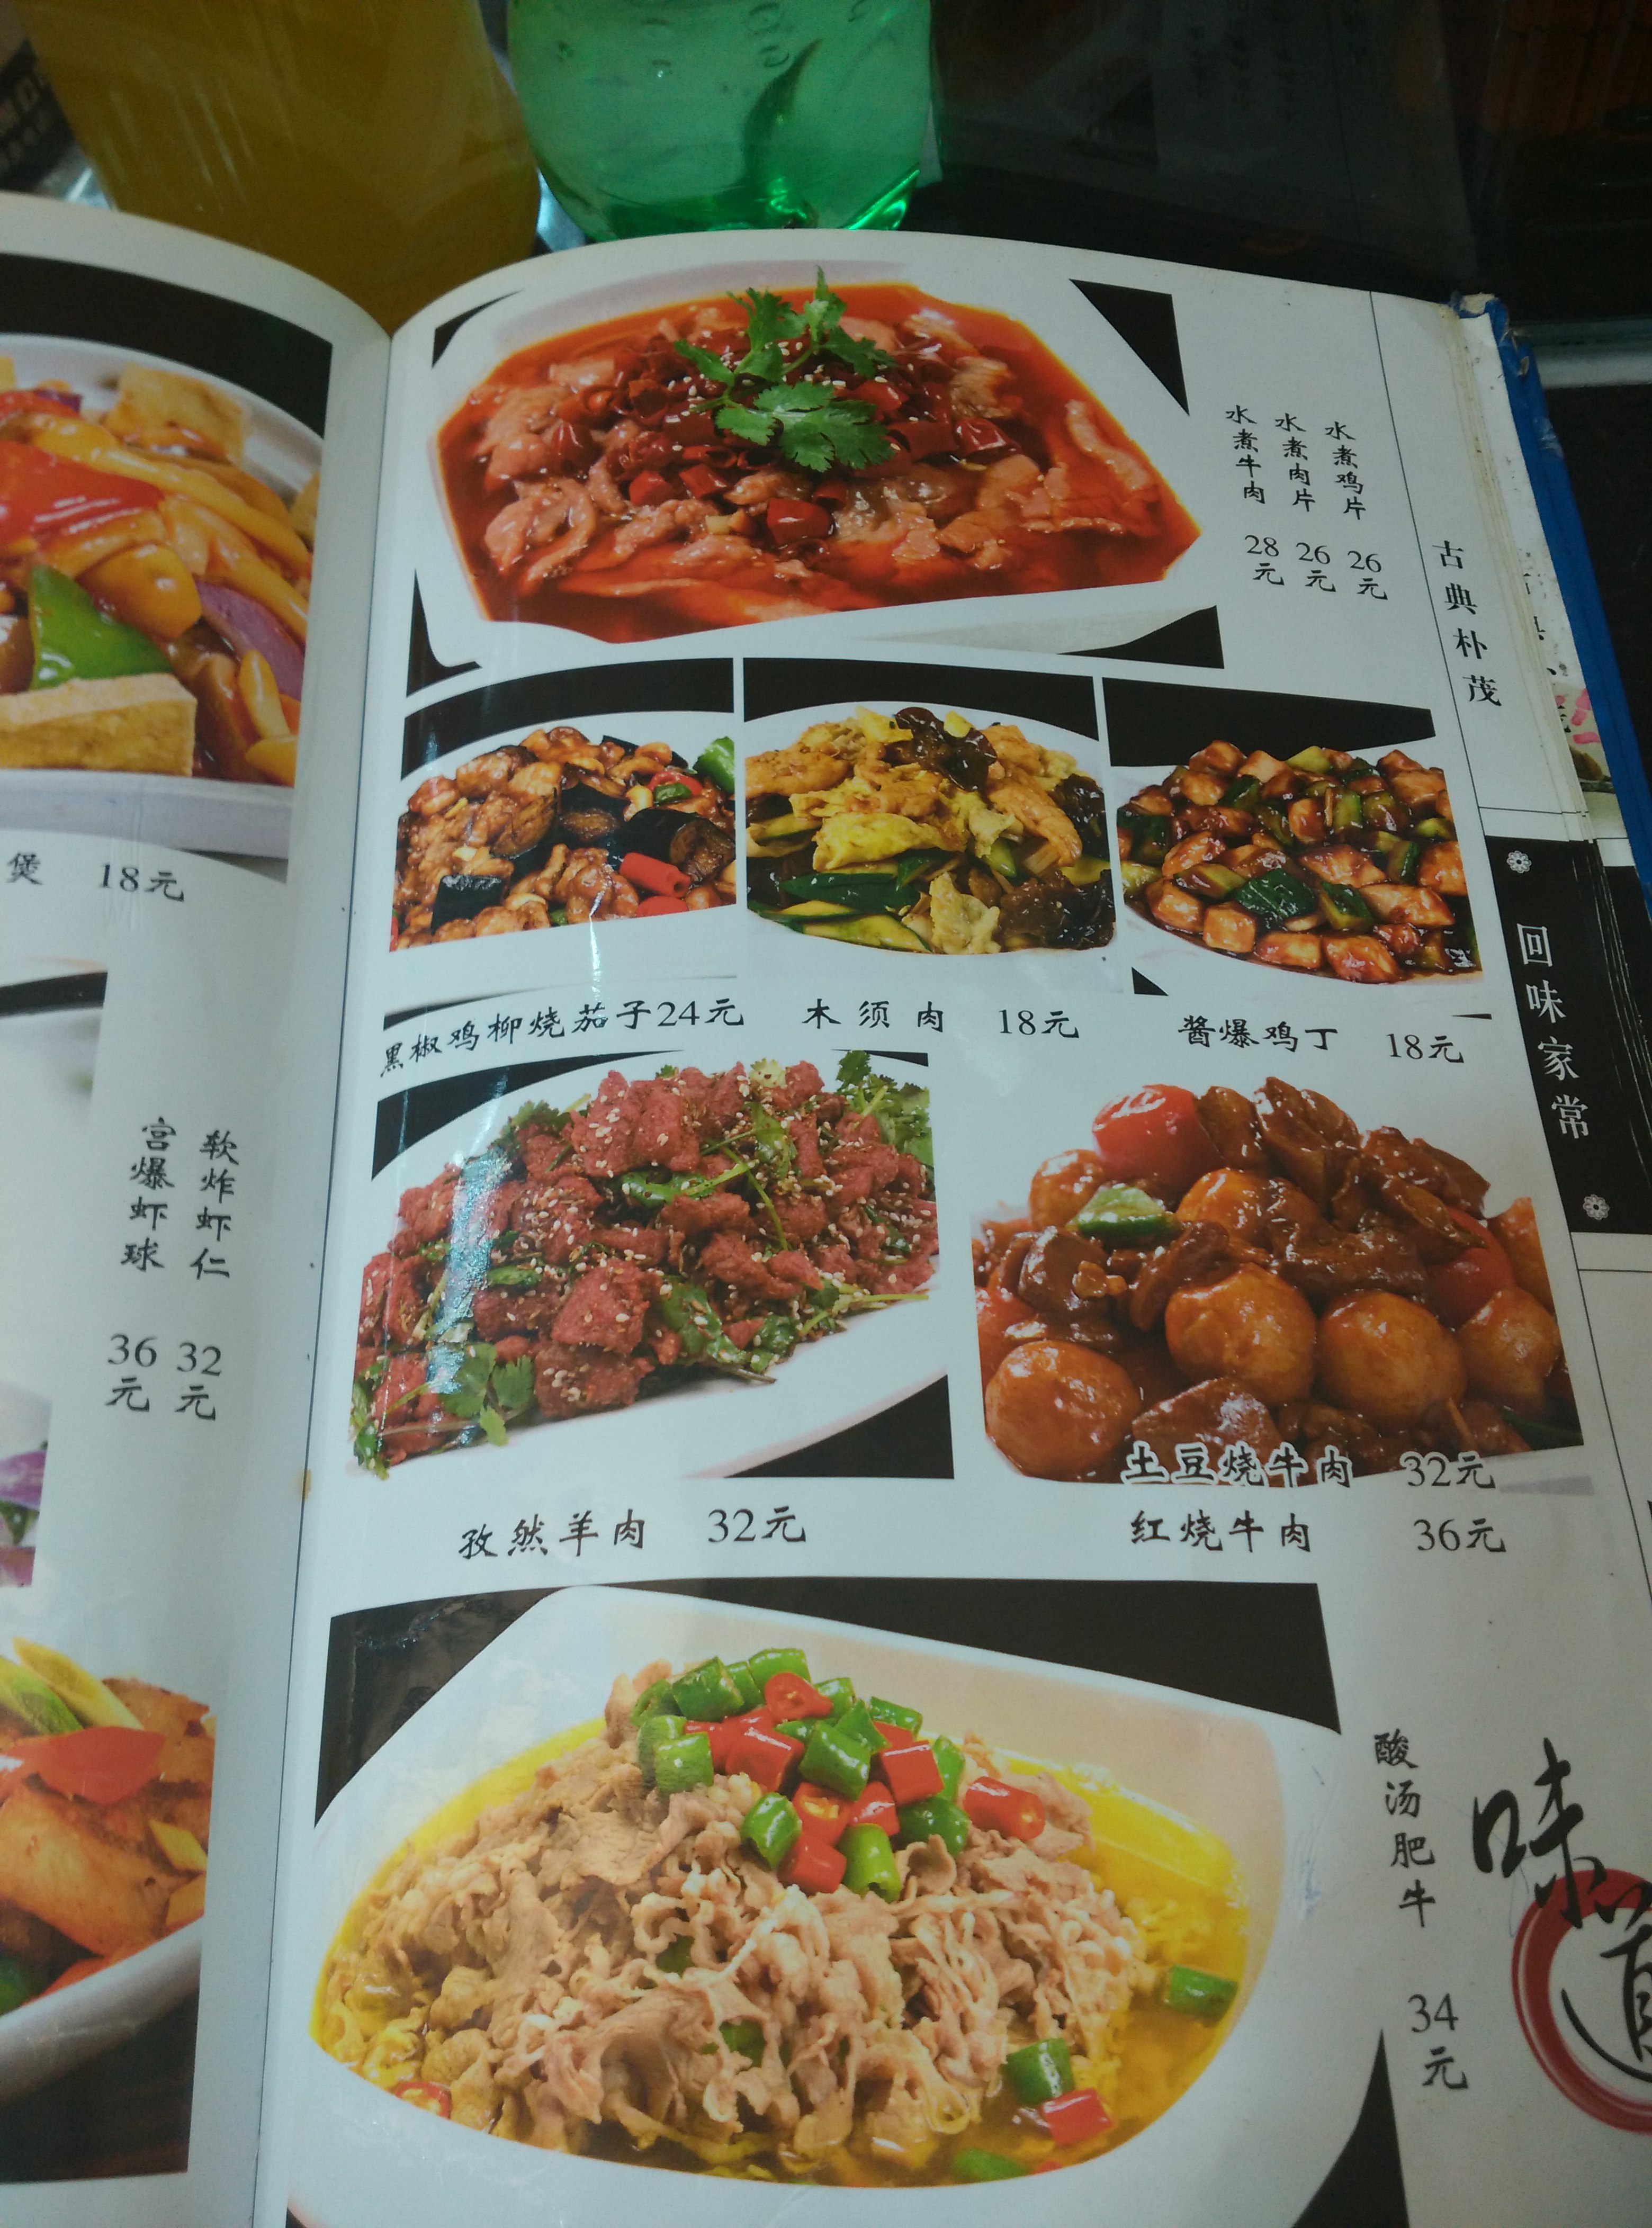 煲 18元
宫爆虾球 36元
软炸虾仁 32元
水煮牛肉 28元
水煮肉片 26元
水煮鸡片 26元
古典朴茂
回味家常
黑椒鸡柳烧茄子24元
木须肉 18元
酱爆鸡丁 18元
孜然羊肉 32元
土豆烧牛肉 32元
红烧牛肉 36元
酸汤肥牛 34元
味道